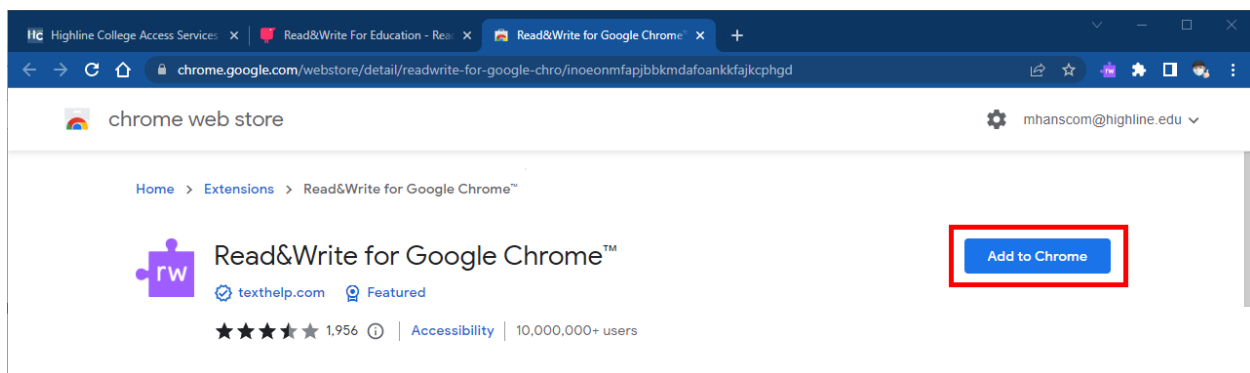 HC Highline College Access Services Read&Write For Education - Rea Read&Write for Google Chrome™
chrome.google.com/webstore/detail/readwrite-for-google-chro/inoeonmfapjbbkmdafoankkfajkcphgd
chrome web store mhanscom@highline.edu
Home > Extensions > Read&Write for Google Chrome™
rw Read&Write for Google Chrome™ Add to Chrome
texthelp.com Featured
1,956 Accessibility 10,000,000+ users